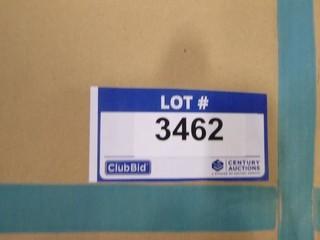 LOT #
3462
ClubBid
CENTURY
AUCTIONS